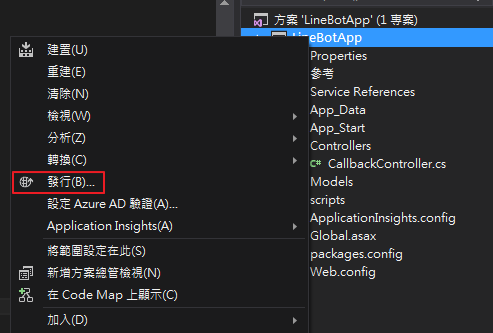 建置(U)
重建(E)
清除(N)
檢視(W)
分析(Z)
轉換(C)
發行(B)...
設定 Azure AD 驗證(A)...
Application Insights(A)
將範圍設定在此(S)
新增方案總管檢視(N)
在 Code Map 上顯示(C)
加入(D)
方案 'LineBotApp' (1 專案)
LineBotApp
Properties
參考
Service References
App_Data
App_Start
Controllers
C# CallbackController.cs
Models
scripts
ApplicationInsights.config
Global.asax
packages.config
Web.config